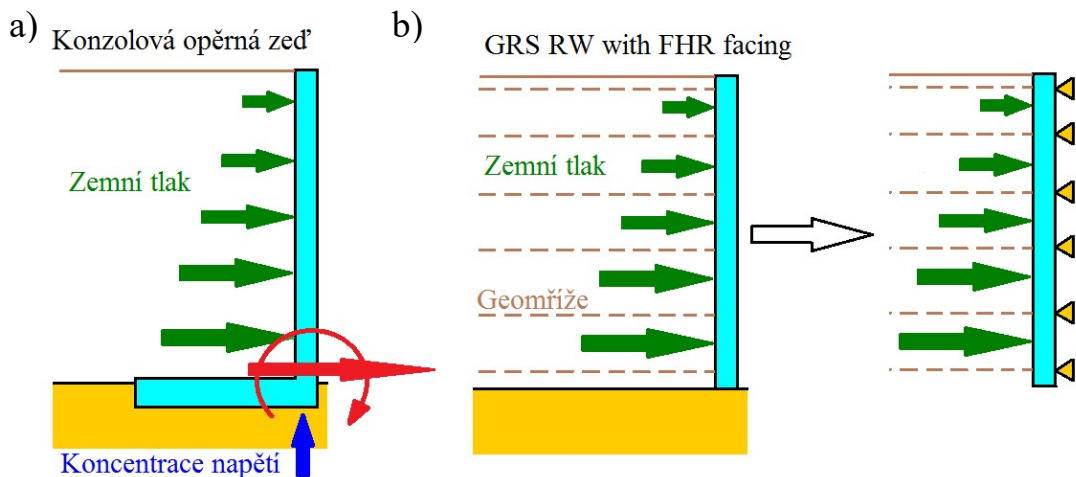 a)
Konzolová opěrná zeď
Zemní tlak
Koncentrace napětí
b)
GRS RW with FHR facing
Zemní tlak
Geomříže